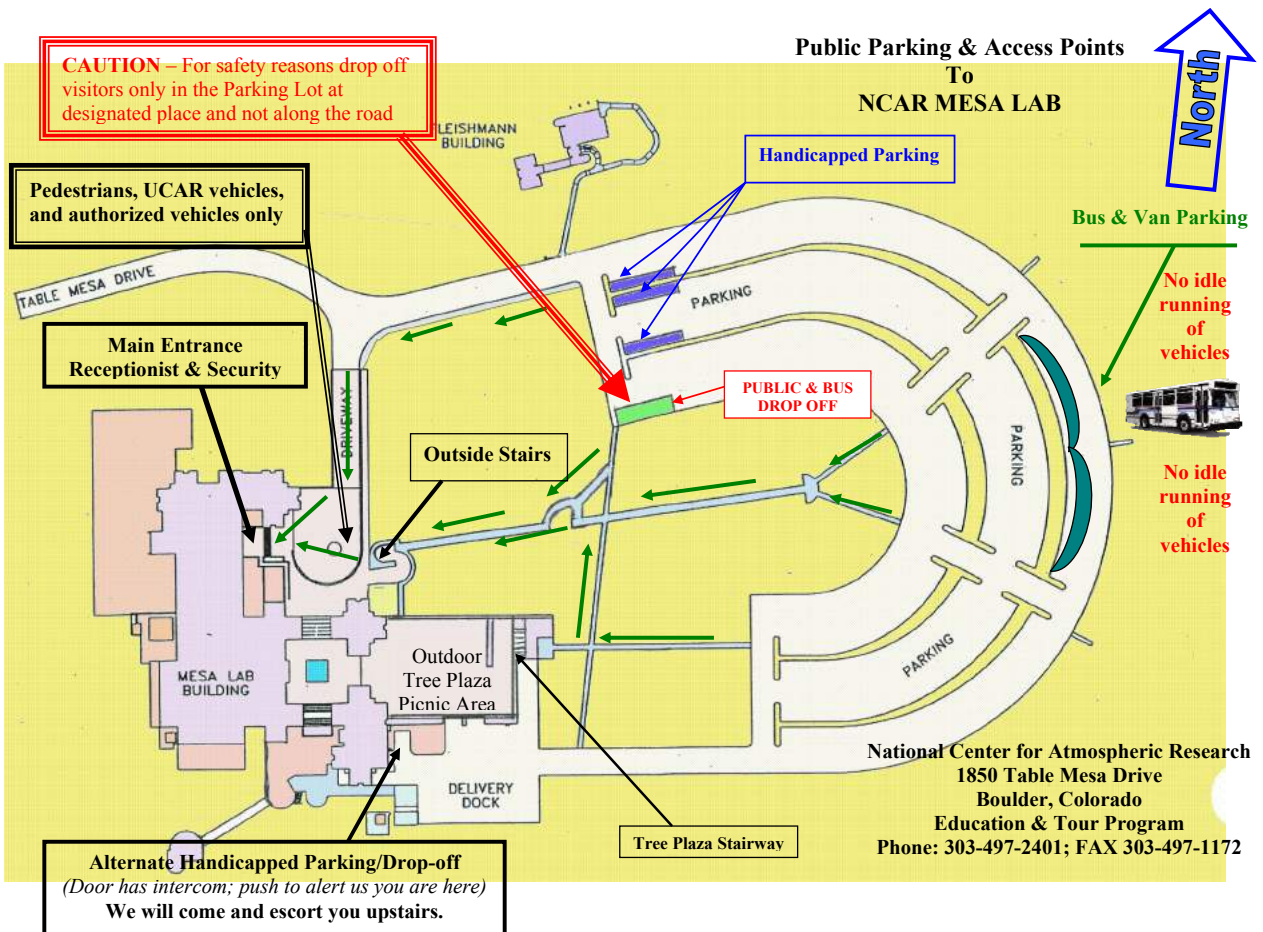 Public Parking & Access Points
To
NCAR MESA LAB
North
CAUTION – For safety reasons drop off
visitors only in the Parking Lot at
designated place and not along the road
LEISHMANN
BUILDING
Handicapped Parking
Pedestrians, UCAR vehicles,
and authorized vehicles only
Bus & Van Parking
TABLE MESA DRIVE
PARKING
No idle
running
of
vehicles
Main Entrance
Receptionist & Security
PUBLIC & BUS
DROP OFF
DRIVEWAY
Outside Stairs
PARKING
No idle
running
of
vehicles
PARKING
Outdoor
Tree Plaza
Picnic Area
MESA LAB
BUILDING
DELIVERY
DOCK
National Center for Atmospheric Research
1850 Table Mesa Drive
Boulder, Colorado
Education & Tour Program
Phone: 303-497-2401; FAX 303-497-1172
Tree Plaza Stairway
Alternate Handicapped Parking/Drop-off
(Door has intercom; push to alert us you are here)
We will come and escort you upstairs.